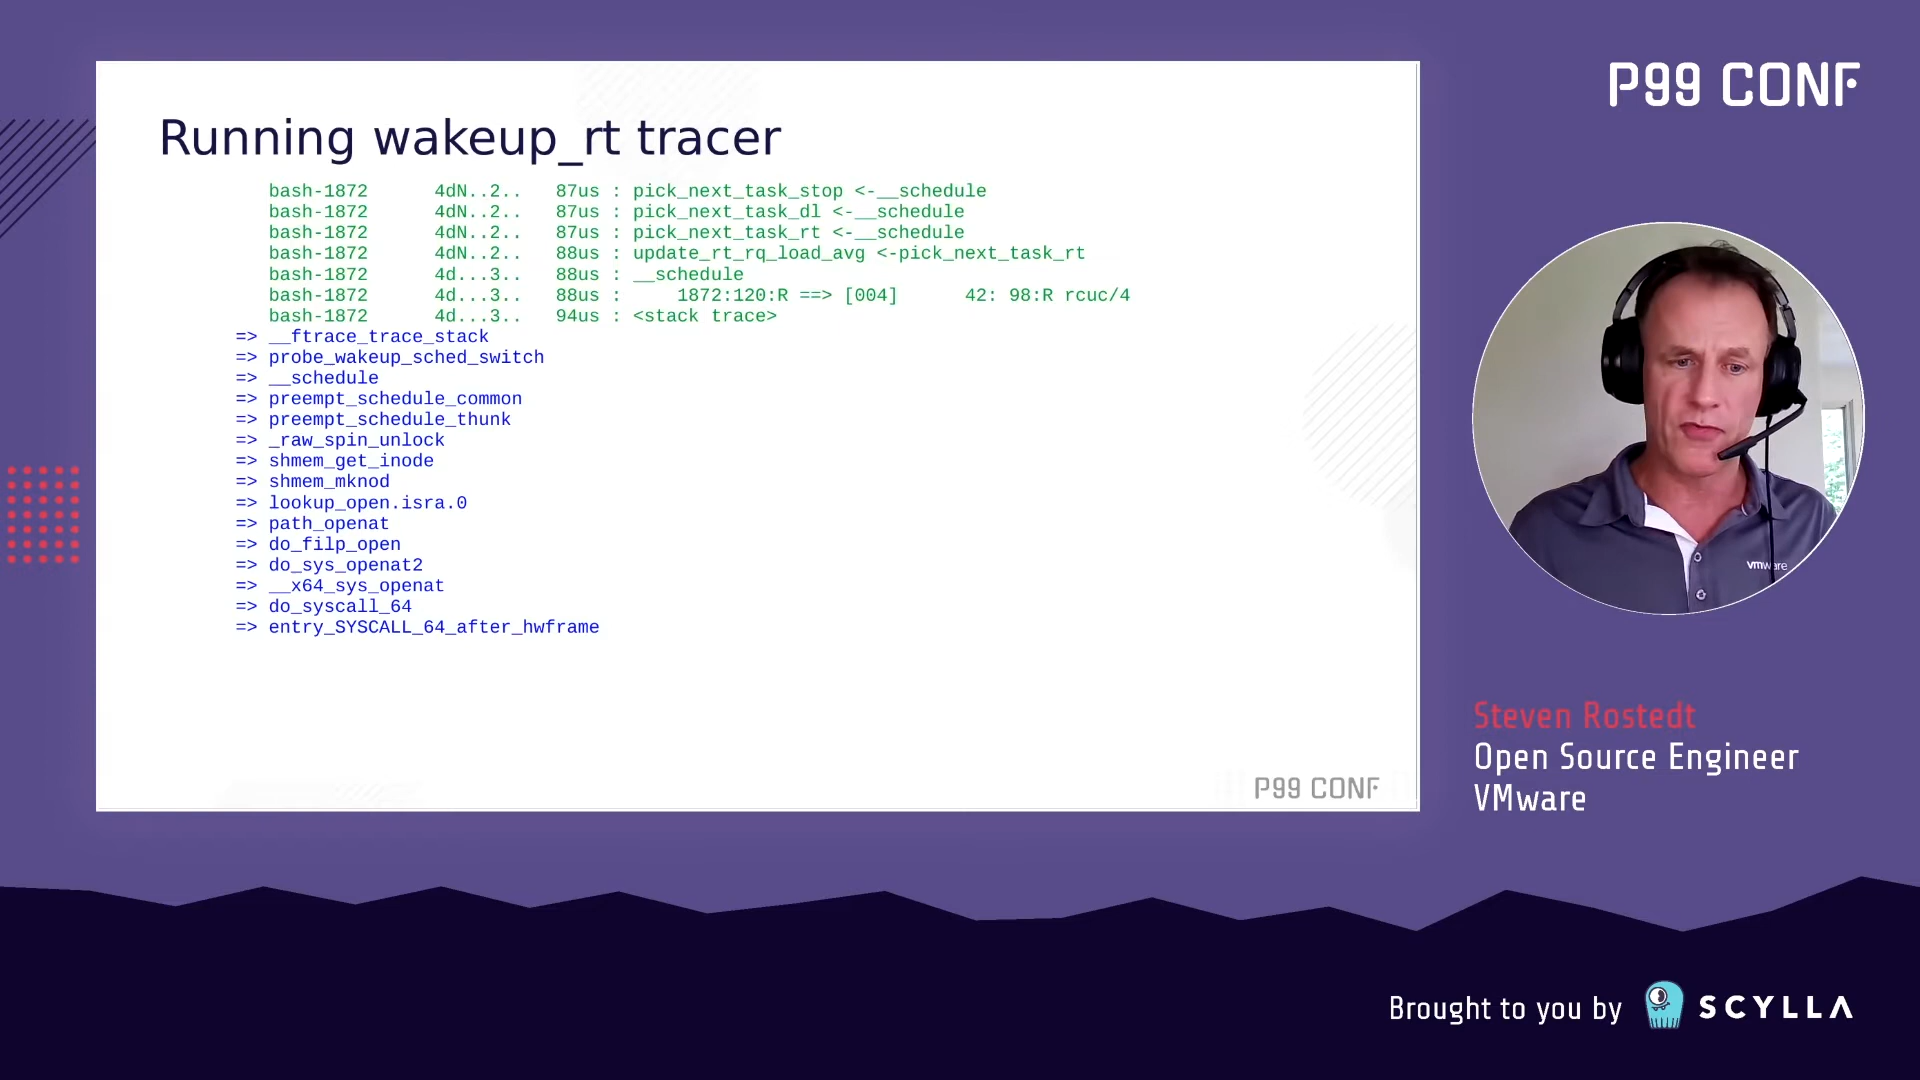 P99 CONF
Running wakeup_rt tracer
bash-1872      4dN..2..   87us : pick_next_task_stop <-__schedule
bash-1872      4dN..2..   87us : pick_next_task_dl <-__schedule
bash-1872      4dN..2..   87us : pick_next_task_rt <-__schedule
bash-1872      4dN..2..   88us : update_rt_rq_load_avg <-pick_next_task_rt
bash-1872      4d...3..   88us : __schedule
bash-1872      4d...3..   88us :     1872:120:R ==> [004]      42: 98:R rcuc/4
bash-1872      4d...3..   94us : <stack trace>
=> __ftrace_trace_stack
=> probe_wakeup_sched_switch
=> __schedule
=> preempt_schedule_common
=> preempt_schedule_thunk
=> _raw_spin_unlock
=> shmem_get_inode
=> shmem_mknod
=> lookup_open.isra.0
=> path_openat
=> do_filp_open
=> do_sys_openat2
=> __x64_sys_openat
=> do_syscall_64
=> entry_SYSCALL_64_after_hwframe
P99 CONF
vmware
Steven Rostedt
Open Source Engineer
VMware
Brought to you by SCYLLA